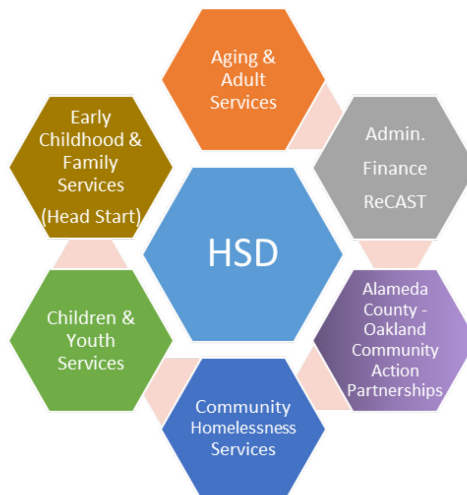 Aging &
Adult
Services
Early
Childhood &
Family
Services
(Head Start)
Admin.
Finance
ReCAST
HSD
Children &
Youth
Services
Alameda
County -
Oakland
Community
Action
Partnerships
Community
Homelessness
Services